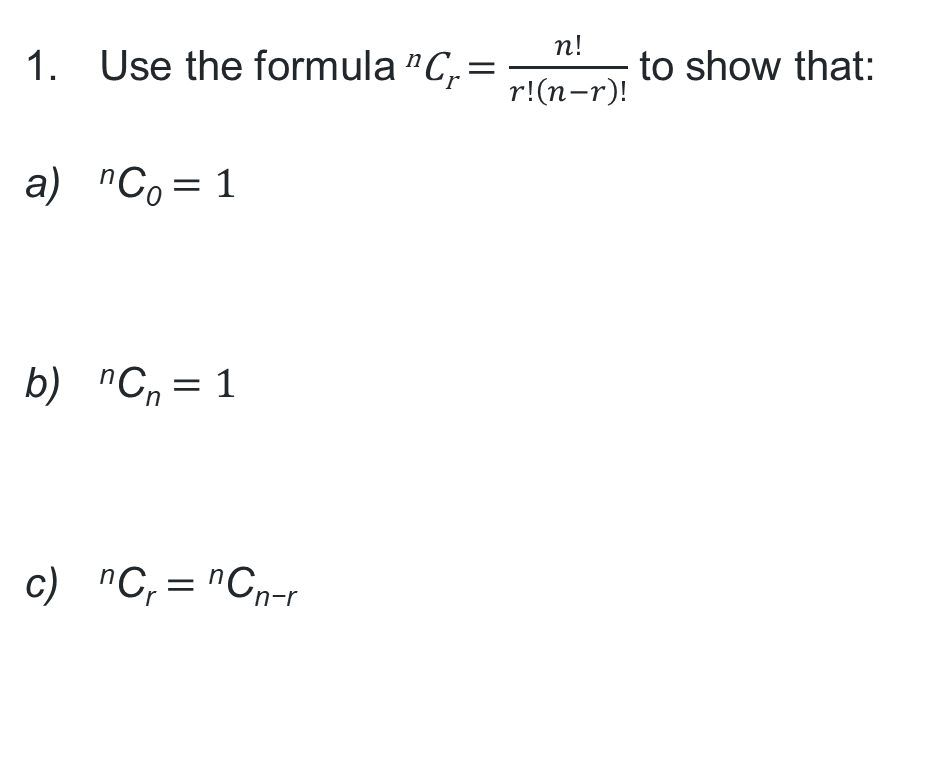 1. Use the formula ⁿCᵣ = n!/(r!(n−r)!) to show that:
a) ⁿC₀ = 1
b) ⁿCₙ = 1
c) ⁿCᵣ = ⁿCₙ₋ᵣ